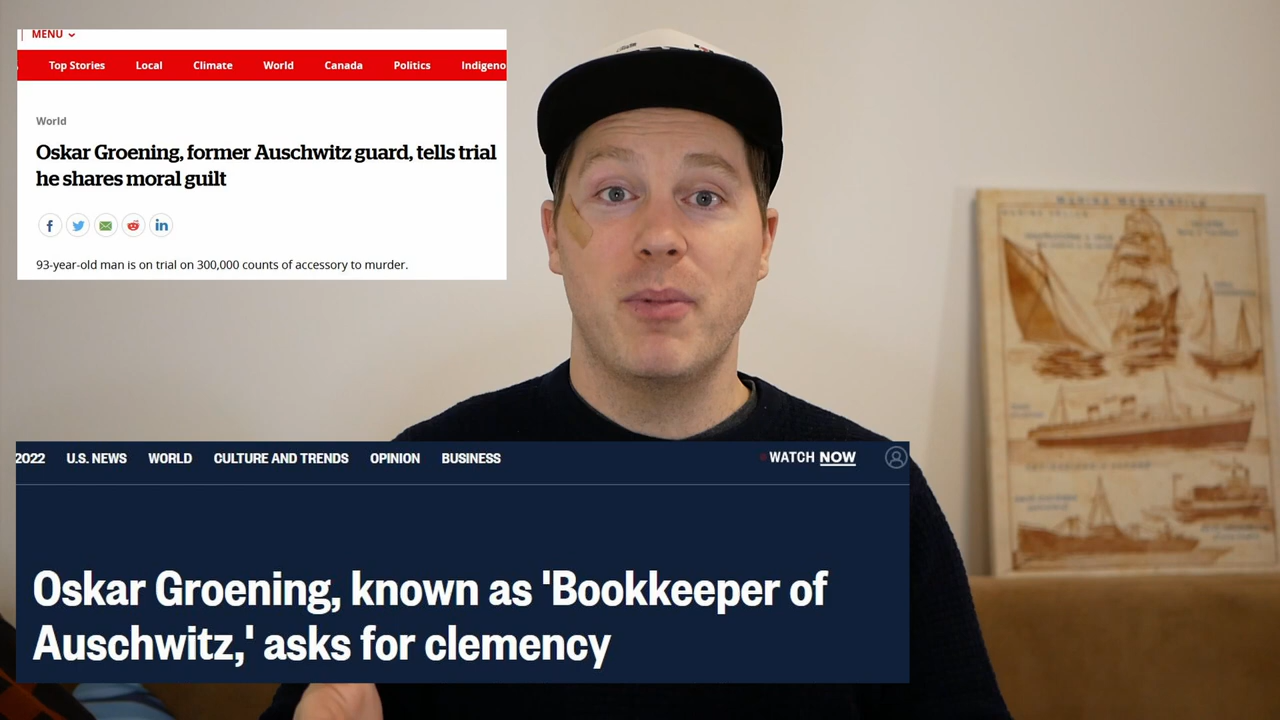 MENU
Top Stories Local Climate World Canada Politics Indigeno
World
Oskar Groening, former Auschwitz guard, tells trial
he shares moral guilt
93-year-old man is on trial on 300,000 counts of accessory to murder.
2022 U.S. NEWS WORLD CULTURE AND TRENDS OPINION BUSINESS WATCH NOW
Oskar Groening, known as 'Bookkeeper of
Auschwitz,' asks for clemency